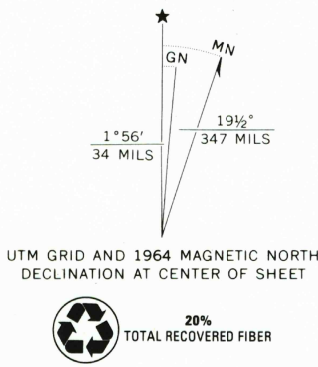 MN
GN
1°56′
34 MILS
19½°
347 MILS
UTM GRID AND 1964 MAGNETIC NORTH
DECLINATION AT CENTER OF SHEET
20%
TOTAL RECOVERED FIBER